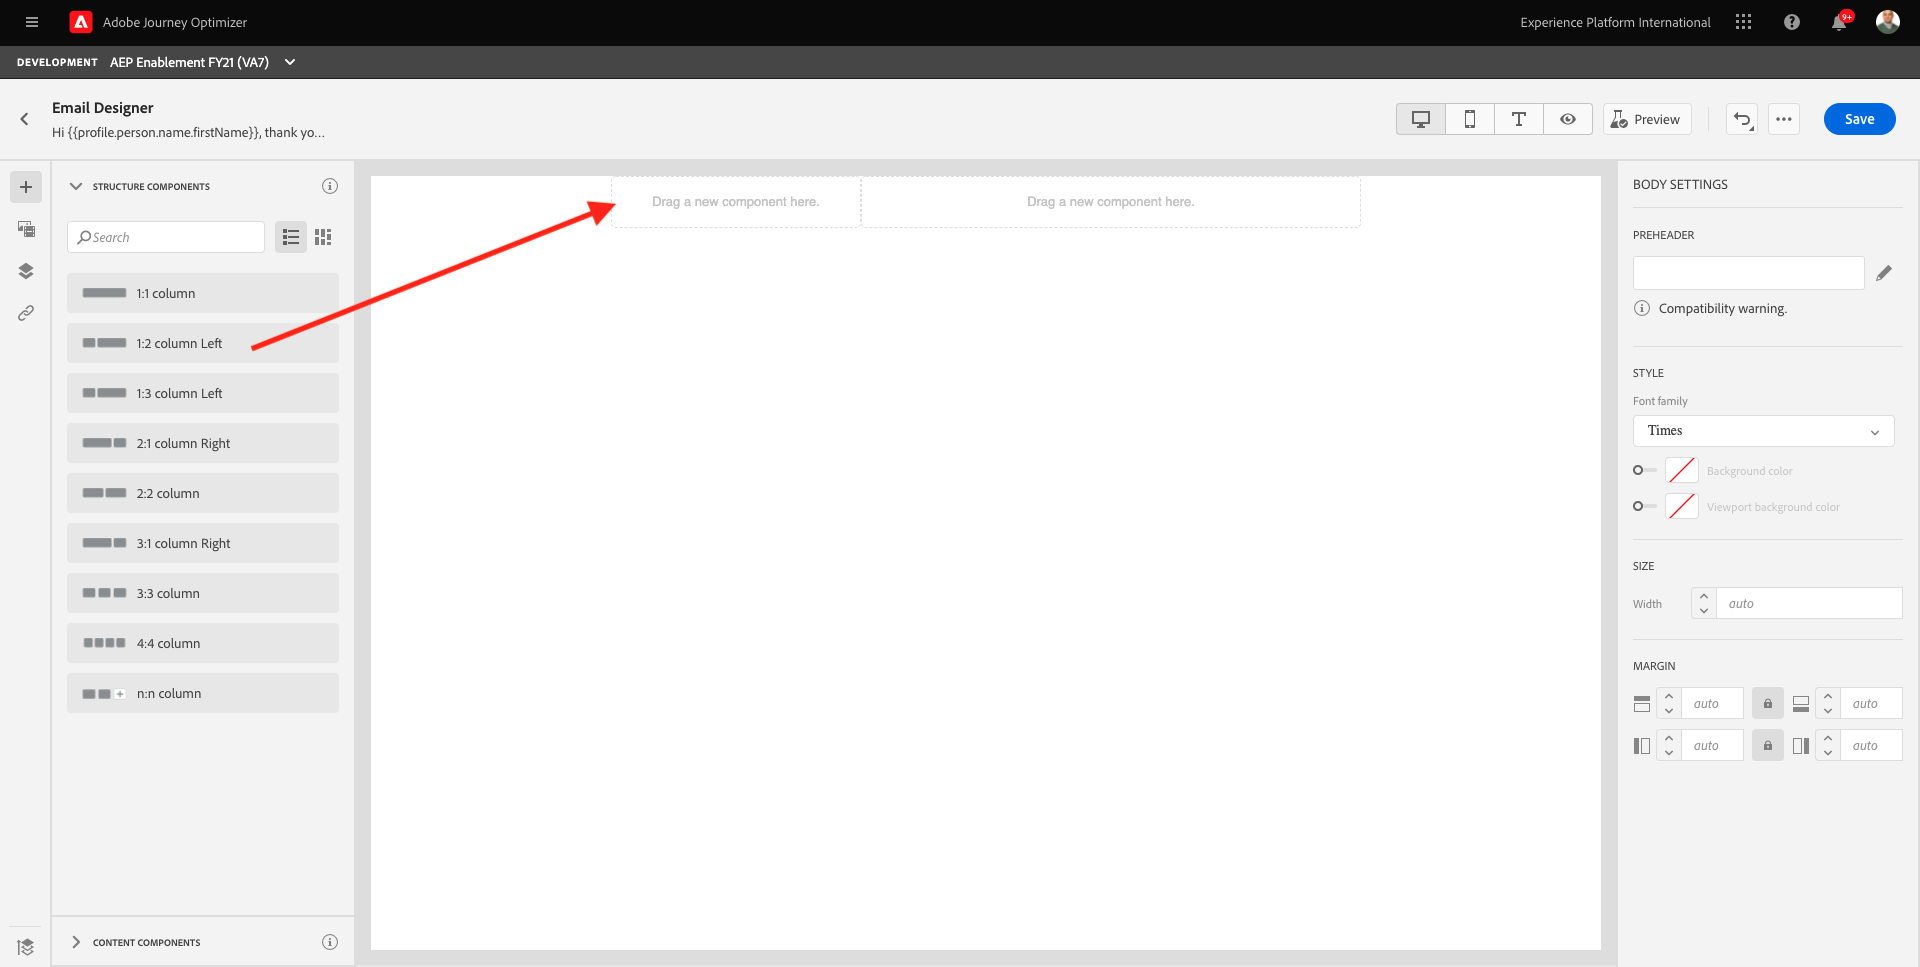 Adobe Journey Optimizer
Experience Platform International
9+
DEVELOPMENT AEP Enablement FY21 (VA7)
Email Designer
Hi {{profile.person.name.firstName}}, thank yo...
Preview
Save
STRUCTURE COMPONENTS
Search
1:1 column
1:2 column Left
1:3 column Left
2:1 column Right
2:2 column
3:1 column Right
3:3 column
4:4 column
n:n column
CONTENT COMPONENTS
Drag a new component here.
Drag a new component here.
BODY SETTINGS
PREHEADER
Compatibility warning.
STYLE
Font family
Times
Background color
Viewport background color
SIZE
Width
auto
MARGIN
auto
auto
auto
auto